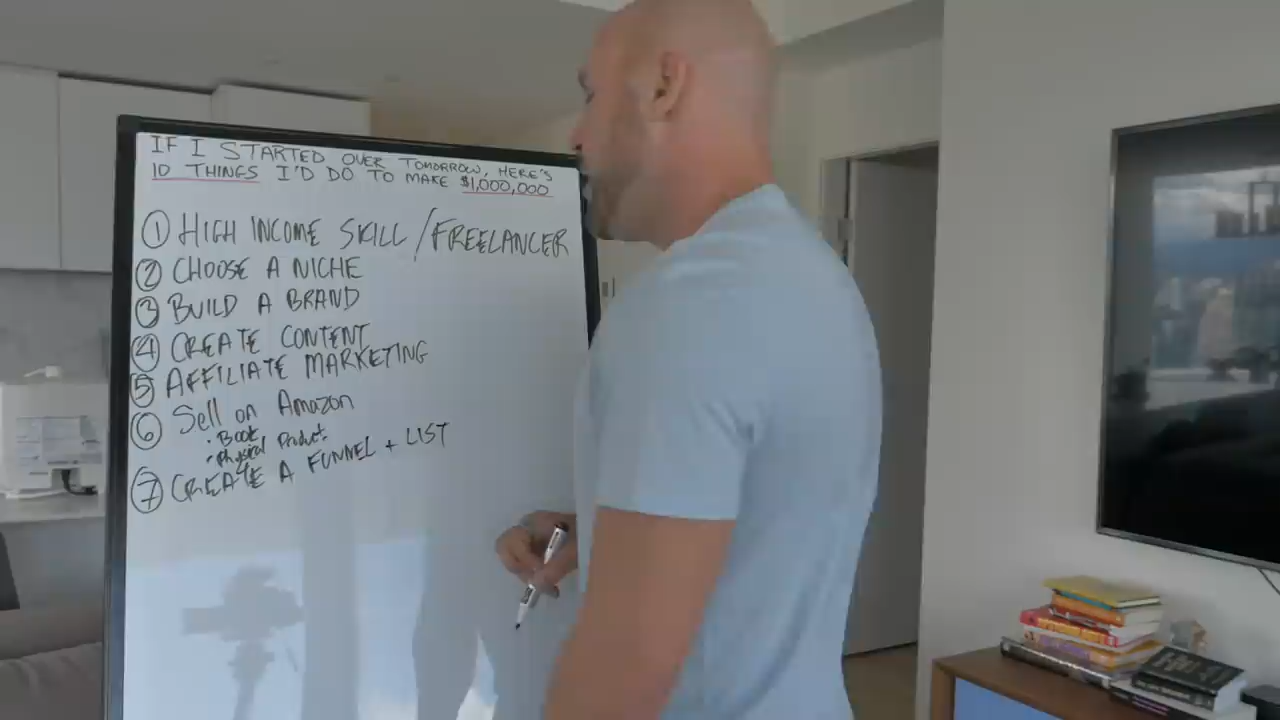 IF I STARTED OVER TOMORROW, HERE'S
10 THINGS I'D DO TO MAKE $1,000,000
① HIGH INCOME SKILL/FREELANCER
② CHOOSE A NICHE
③ BUILD A BRAND
④ CREATE CONTENT
⑤ AFFILIATE MARKETING
⑥ Sell on Amazon
• Book
• Physical Product
⑦ CREATE A FUNNEL + LIST